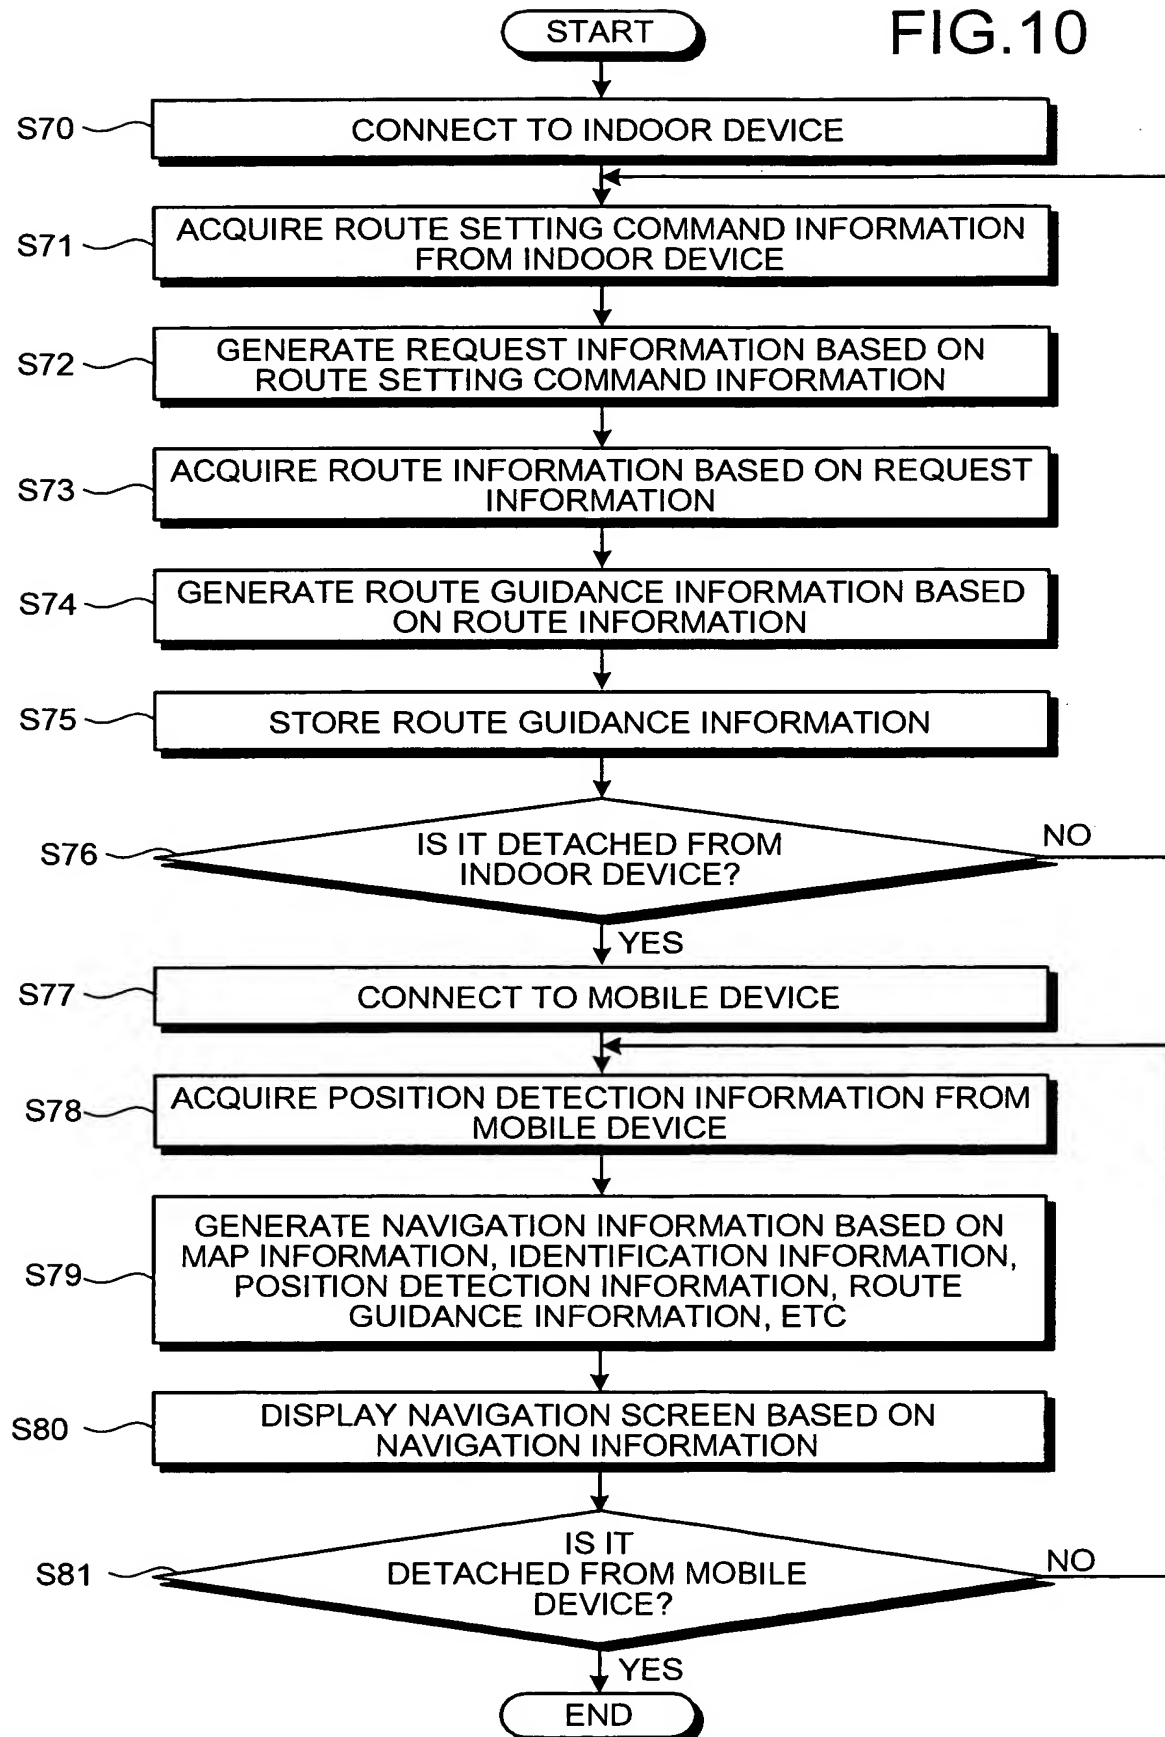 START
FIG.10
S70
CONNECT TO INDOOR DEVICE
S71
ACQUIRE ROUTE SETTING COMMAND INFORMATION
FROM INDOOR DEVICE
S72
GENERATE REQUEST INFORMATION BASED ON
ROUTE SETTING COMMAND INFORMATION
S73
ACQUIRE ROUTE INFORMATION BASED ON REQUEST
INFORMATION
S74
GENERATE ROUTE GUIDANCE INFORMATION BASED
ON ROUTE INFORMATION
S75
STORE ROUTE GUIDANCE INFORMATION
S76
IS IT DETACHED FROM
INDOOR DEVICE?
NO
YES
S77
CONNECT TO MOBILE DEVICE
S78
ACQUIRE POSITION DETECTION INFORMATION FROM
MOBILE DEVICE
S79
GENERATE NAVIGATION INFORMATION BASED ON
MAP INFORMATION, IDENTIFICATION INFORMATION,
POSITION DETECTION INFORMATION, ROUTE
GUIDANCE INFORMATION, ETC
S80
DISPLAY NAVIGATION SCREEN BASED ON
NAVIGATION INFORMATION
S81
IS IT
DETACHED FROM MOBILE
DEVICE?
NO
YES
END